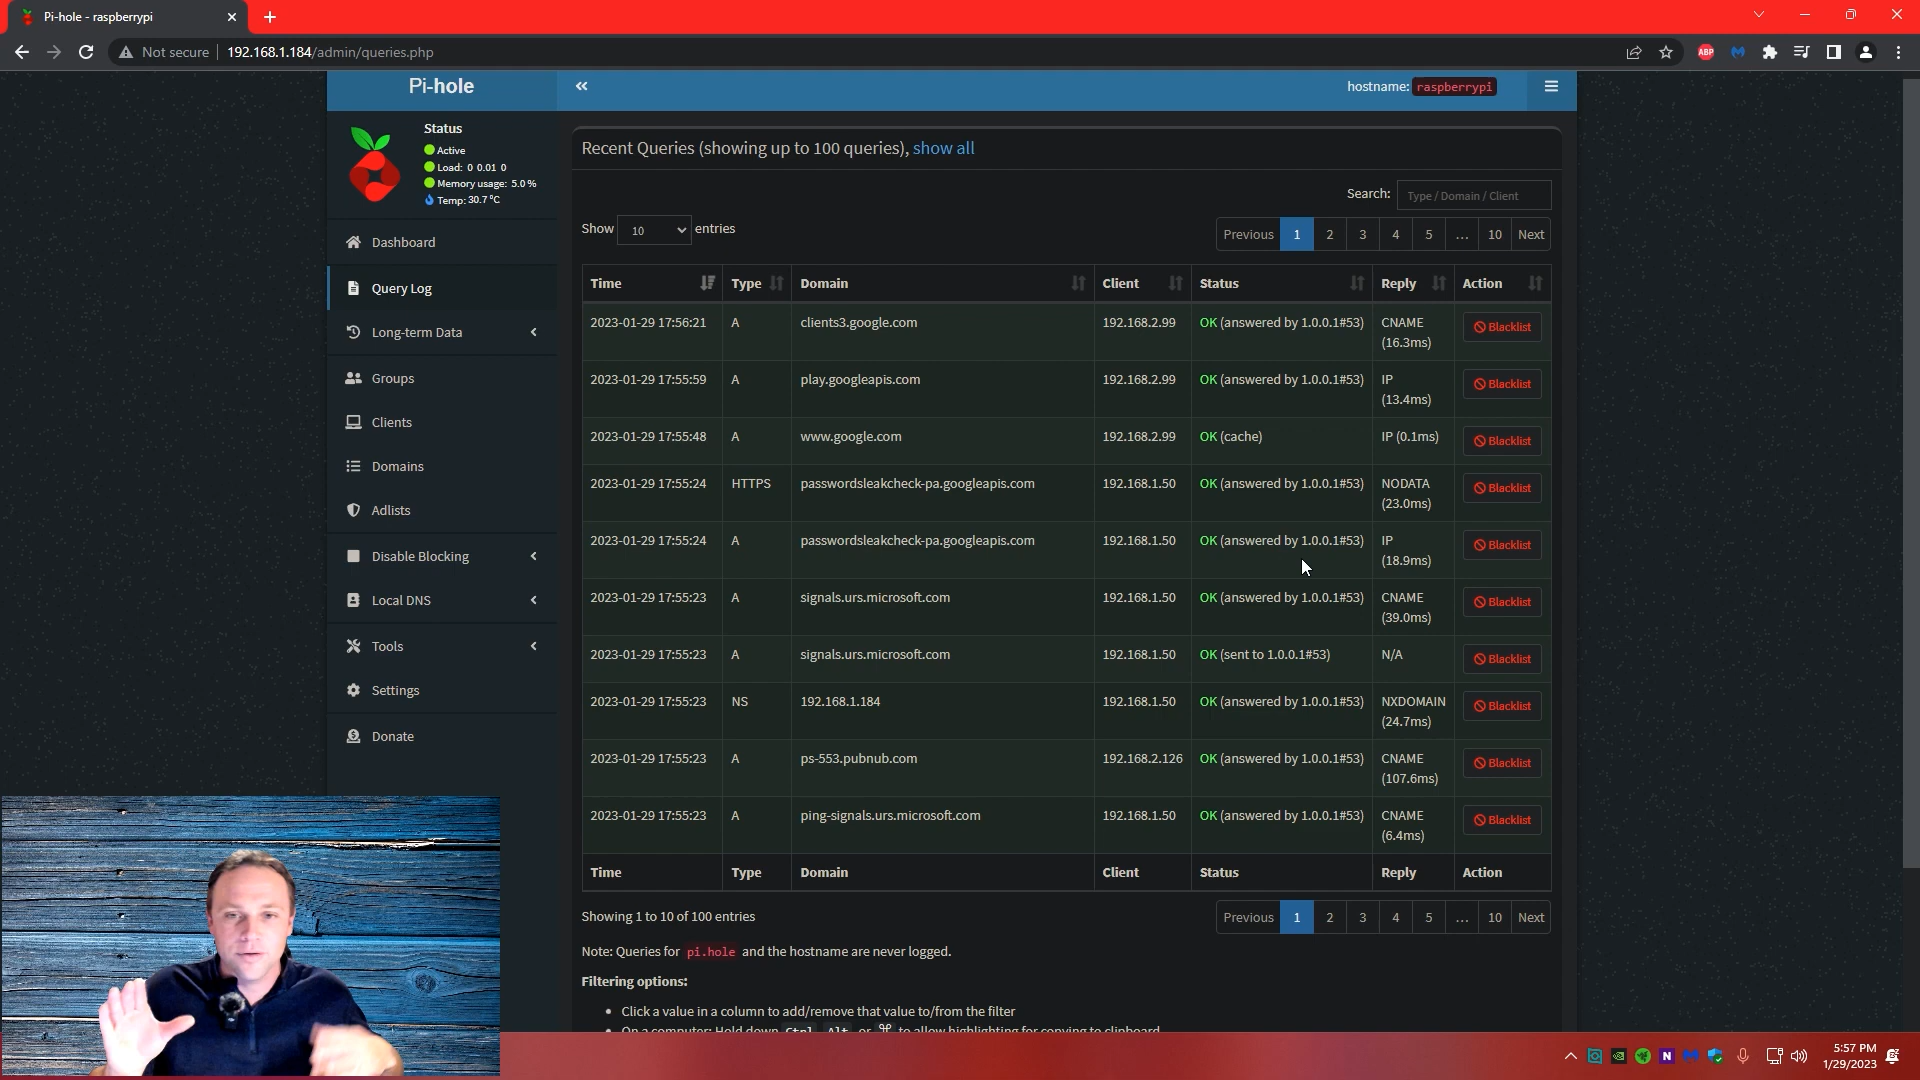 Pi-hole - raspberrypi
Not secure 192.168.1.184/admin/queries.php
ABP
Pi-hole
hostname: raspberrypi
Status
Active
Load: 0 0.01 0
Memory usage: 5.0 %
Temp: 30.7 °C
Dashboard
Query Log
Long-term Data
Groups
Clients
Domains
Adlists
Disable Blocking
Local DNS
Tools
Settings
Donate
Recent Queries (showing up to 100 queries), show all
Search: Type / Domain / Client
Show 10 entries
Previous 1 2 3 4 5 … 10 Next
Time Type Domain Client Status Reply Action
2023-01-29 17:56:21 A clients3.google.com 192.168.2.99 OK (answered by 1.0.0.1#53) CNAME (16.3ms) Blacklist
2023-01-29 17:55:59 A play.googleapis.com 192.168.2.99 OK (answered by 1.0.0.1#53) IP (13.4ms) Blacklist
2023-01-29 17:55:48 A www.google.com 192.168.2.99 OK (cache) IP (0.1ms) Blacklist
2023-01-29 17:55:24 HTTPS passwordsleakcheck-pa.googleapis.com 192.168.1.50 OK (answered by 1.0.0.1#53) NODATA (23.0ms) Blacklist
2023-01-29 17:55:24 A passwordsleakcheck-pa.googleapis.com 192.168.1.50 OK (answered by 1.0.0.1#53) IP (18.9ms) Blacklist
2023-01-29 17:55:23 A signals.urs.microsoft.com 192.168.1.50 OK (answered by 1.0.0.1#53) CNAME (39.0ms) Blacklist
2023-01-29 17:55:23 A signals.urs.microsoft.com 192.168.1.50 OK (sent to 1.0.0.1#53) N/A Blacklist
2023-01-29 17:55:23 NS 192.168.1.184 192.168.1.50 OK (answered by 1.0.0.1#53) NXDOMAIN (24.7ms) Blacklist
2023-01-29 17:55:23 A ps-553.pubnub.com 192.168.2.126 OK (answered by 1.0.0.1#53) CNAME (107.6ms) Blacklist
2023-01-29 17:55:23 A ping-signals.urs.microsoft.com 192.168.1.50 OK (answered by 1.0.0.1#53) CNAME (6.4ms) Blacklist
Time Type Domain Client Status Reply Action
Showing 1 to 10 of 100 entries
Previous 1 2 3 4 5 … 10 Next
Note: Queries for pi.hole and the hostname are never logged.
Filtering options:
• Click a value in a column to add/remove that value to/from the filter
• On a computer: Hold down Ctrl, Alt, or ⌘ to allow highlighting for copying to clipboard
N
5:57 PM
1/29/2023